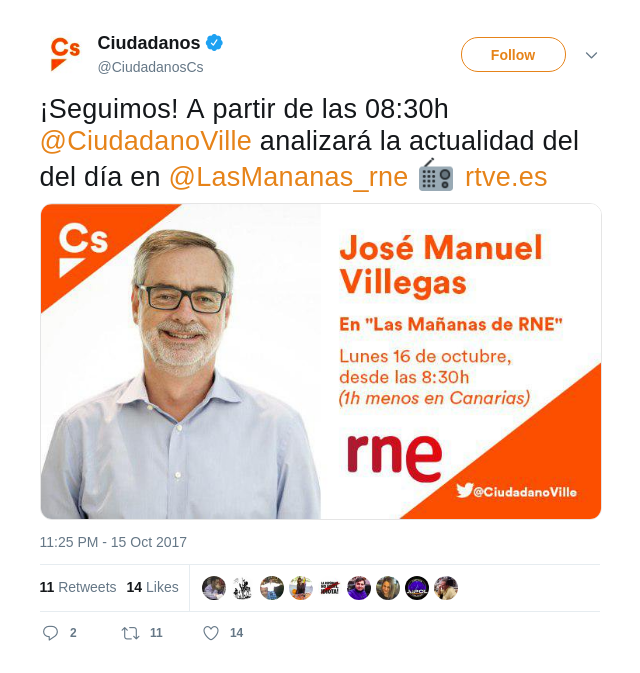 Cs
Ciudadanos
@CiudadanosCs
Follow
¡Seguimos! A partir de las 08:30h
@CiudadanoVille analizará la actualidad del
del día en @LasMananas_rne rtve.es
Cs
José Manuel
Villegas
En "Las Mañanas de RNE"
Lunes 16 de octubre,
desde las 8:30h
(1h menos en Canarias)
rne
@CiudadanoVille
11:25 PM - 15 Oct 2017
11 Retweets 14 Likes
2 11 14